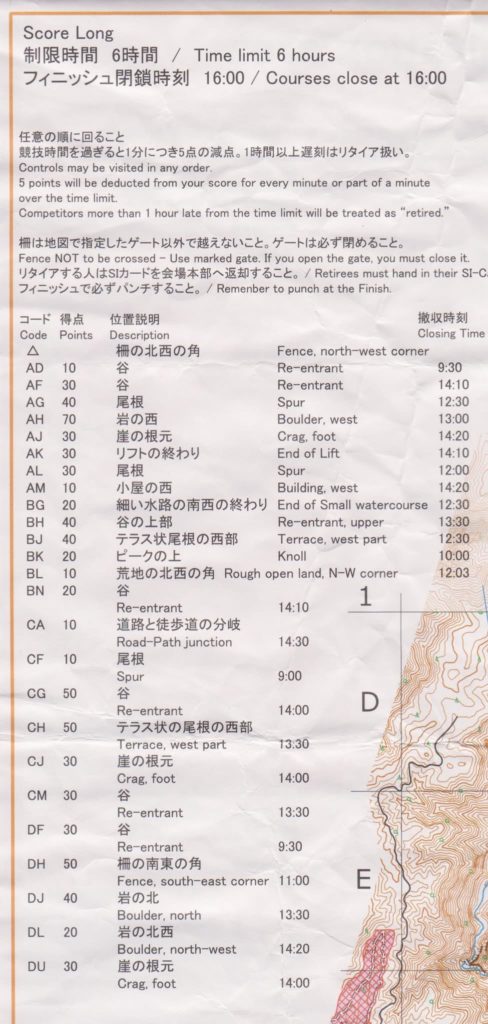 Score Long
制限時間 6時間 / Time limit 6 hours
フィニッシュ閉鎖時刻 16:00 / Courses close at 16:00
任意の順に回ること
競技時間を過ぎると1分につき5点の減点。1時間以上遅刻はリタイア扱い。
Controls may be visited in any order.
5 points will be deducted from your score for every minute or part of a minute
over the time limit.
Competitors more than 1 hour late from the time limit will be treated as "retired."
柵は地図で指定したゲート以外で越えないこと。ゲートは必ず閉めること。
Fence NOT to be crossed - Use marked gate. If you open the gate, you must close it.
リタイアする人はSIカードを会場本部へ返却すること。 / Retirees must hand in their SI-C
フィニッシュで必ずパンチすること。 / Remenber to punch at the Finish.
コード 得点 位置説明 撤収時刻
Code Points Description Closing Time
△ 柵の北西の角 Fence, north-west corner
AD 10 谷 Re-entrant 9:30
AF 30 谷 Re-entrant 14:10
AG 40 尾根 Spur 12:30
AH 70 岩の西 Boulder, west 13:00
AJ 30 崖の根元 Crag, foot 14:20
AK 30 リフトの終わり End of Lift 14:10
AL 30 尾根 Spur 12:00
AM 10 小屋の西 Building, west 14:20
BG 20 細い水路の南西の終わり End of Small watercourse 12:30
BH 40 谷の上部 Re-entrant, upper 13:30
BJ 40 テラス状尾根の西部 Terrace, west part 12:30
BK 20 ピークの上 Knoll 10:00
BL 10 荒地の北西の角 Rough open land, N-W corner 12:03
BN 20 谷
Re-entrant 14:10
CA 10 道路と徒歩道の分岐
Road-Path junction 14:30
CF 10 尾根
Spur 9:00
CG 50 谷
Re-entrant 14:00
CH 50 テラス状の尾根の西部
Terrace, west part 13:30
CJ 30 崖の根元
Crag, foot 14:00
CM 30 谷
Re-entrant 13:30
DF 30 谷
Re-entrant 9:30
DH 50 柵の南東の角
Fence, south-east corner 11:00
DJ 40 岩の北
Boulder, north 13:30
DL 20 岩の北西
Boulder, north-west 14:20
DU 30 崖の根元
Crag, foot 14:00
1
D
E